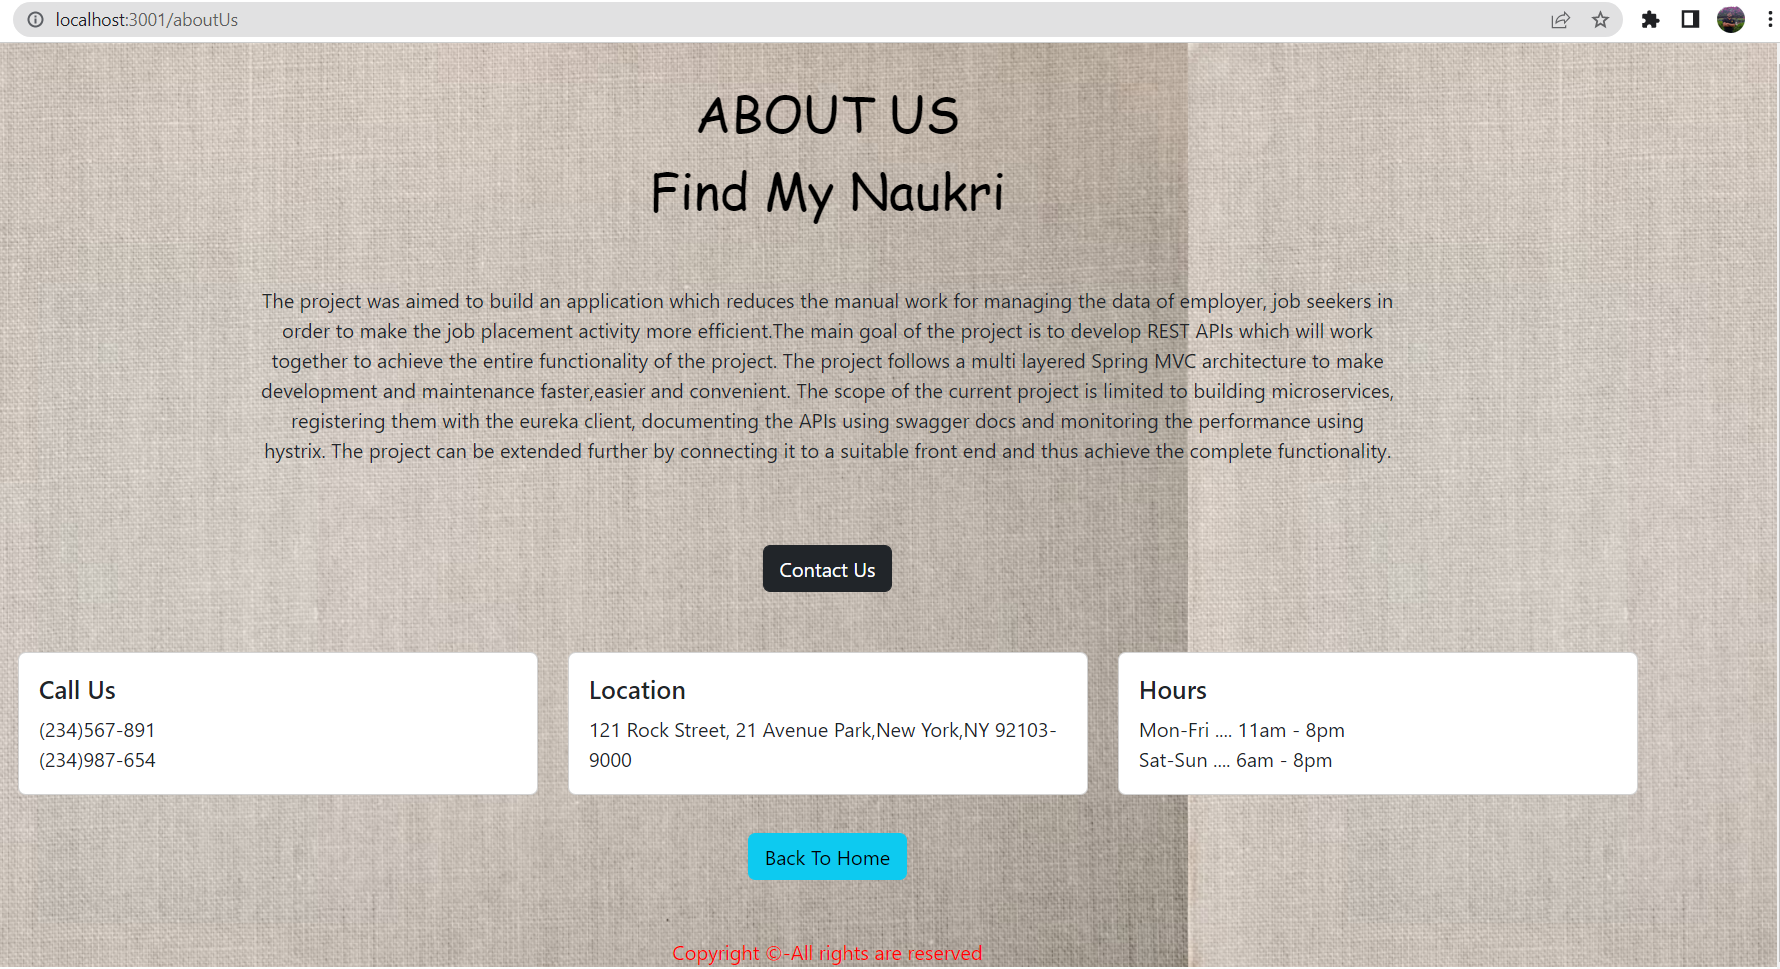 localhost:3001/aboutUs
ABOUT US
Find My Naukri
The project was aimed to build an application which reduces the manual work for managing the data of employer, job seekers in
order to make the job placement activity more efficient.The main goal of the project is to develop REST APIs which will work
together to achieve the entire functionality of the project. The project follows a multi layered Spring MVC architecture to make
development and maintenance faster,easier and convenient. The scope of the current project is limited to building microservices,
registering them with the eureka client, documenting the APIs using swagger docs and monitoring the performance using
hystrix. The project can be extended further by connecting it to a suitable front end and thus achieve the complete functionality.
Contact Us
Call Us
(234)567-891
(234)987-654
Location
121 Rock Street, 21 Avenue Park,New York,NY 92103-
9000
Hours
Mon-Fri .... 11am - 8pm
Sat-Sun .... 6am - 8pm
Back To Home
Copyright ©-All rights are reserved